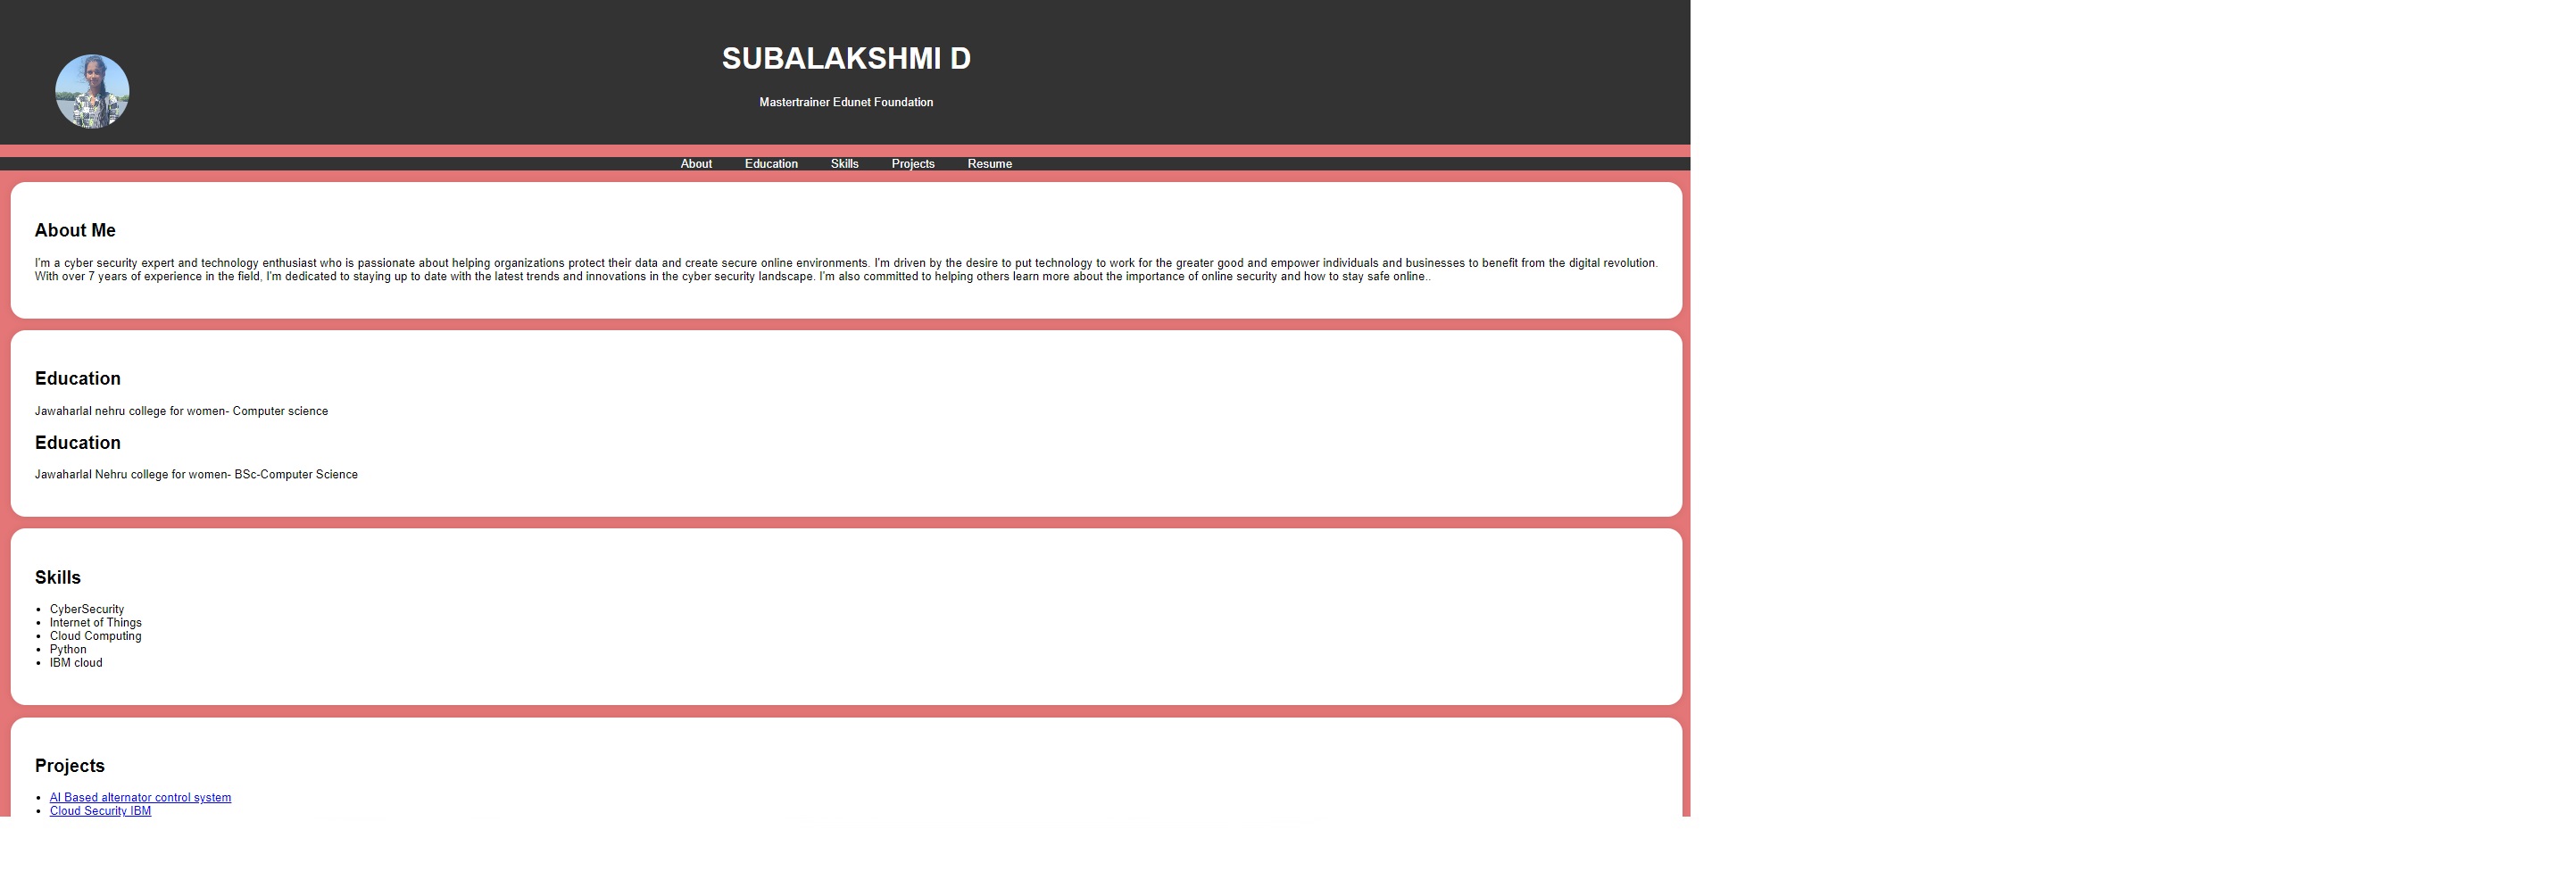 SUBALAKSHMI D
Mastertrainer Edunet Foundation
About Education Skills Projects Resume
About Me
I'm a cyber security expert and technology enthusiast who is passionate about helping organizations protect their data and create secure online environments. I'm driven by the desire to put technology to work for the greater good and empower individuals and businesses to benefit from the digital revolution.
With over 7 years of experience in the field, I'm dedicated to staying up to date with the latest trends and innovations in the cyber security landscape. I'm also committed to helping others learn more about the importance of online security and how to stay safe online..
Education
Jawaharlal nehru college for women- Computer science
Education
Jawaharlal Nehru college for women- BSc-Computer Science
Skills
• CyberSecurity
• Internet of Things
• Cloud Computing
• Python
• IBM cloud
Projects
• AI Based alternator control system
• Cloud Security IBM